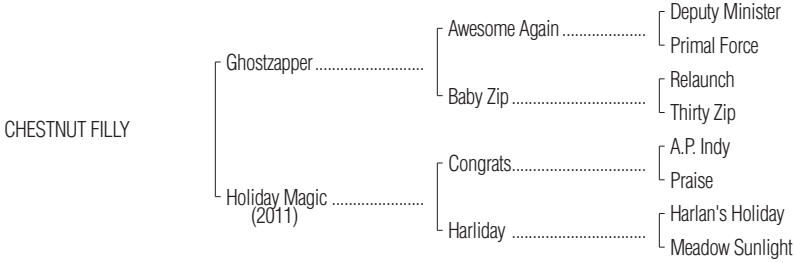 Deputy Minister
Awesome Again ....................
Primal Force
Ghostzapper ..........................
Relaunch
Baby Zip ................................
Thirty Zip
CHESTNUT FILLY
A.P. Indy
Congrats................................
Praise
Holiday Magic ......................
(2011)
Harlan's Holiday
Harliday ................................
Meadow Sunlight